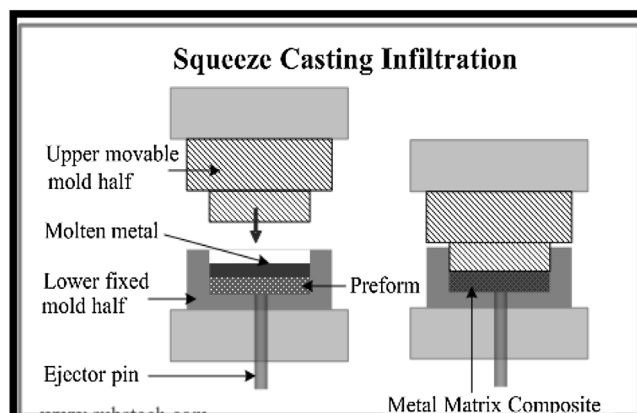 Squeeze Casting Infiltration
Upper movable
mold half
Molten metal
Lower fixed
mold half
Preform
Ejector pin
Metal Matrix Composite